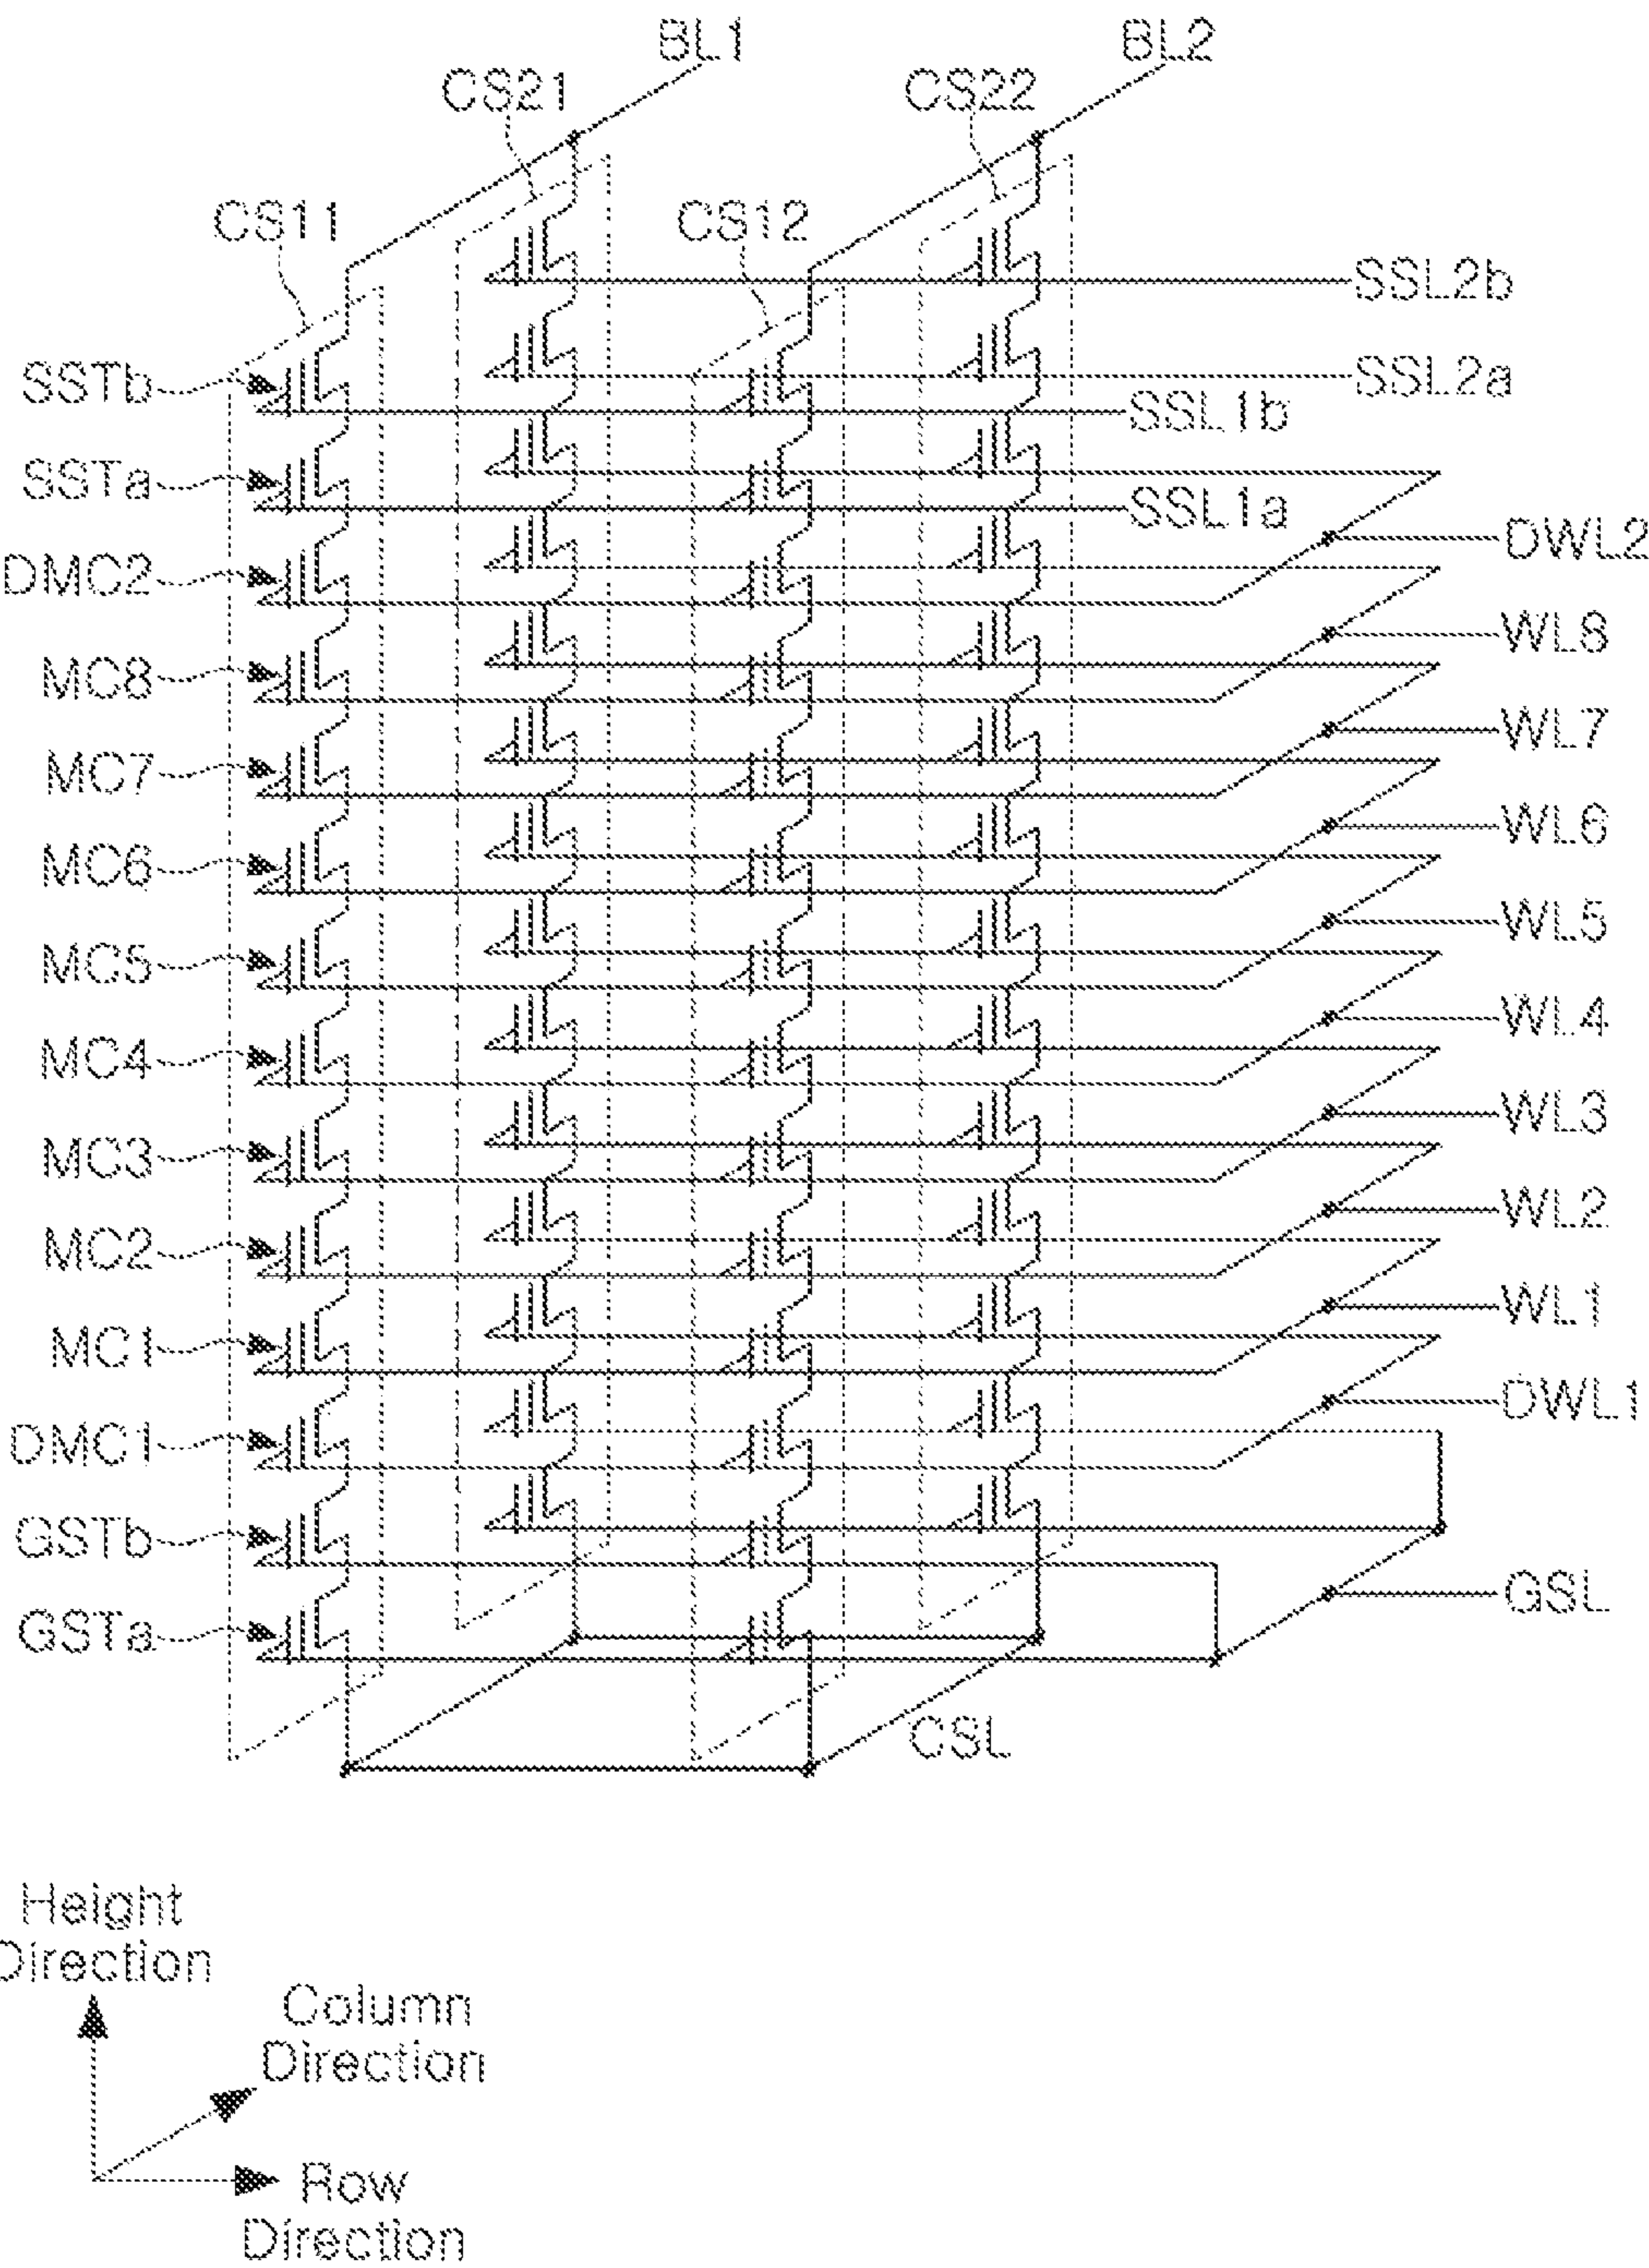 BL1
BL2
CS21
CS22
CS11
CS12
SSL2b
SSTb
SSL2a
SSL1b
SSTa
SSL1a
DWL2
DMC2
WL8
MC8
WL7
MC7
WL6
MC6
WL5
MC5
WL4
MC4
WL3
MC3
WL2
MC2
WL1
MC1
DWL1
DMC1
GSTb
GSL
GSTa
CSL
Height
Direction
Column
Direction
Row
Direction